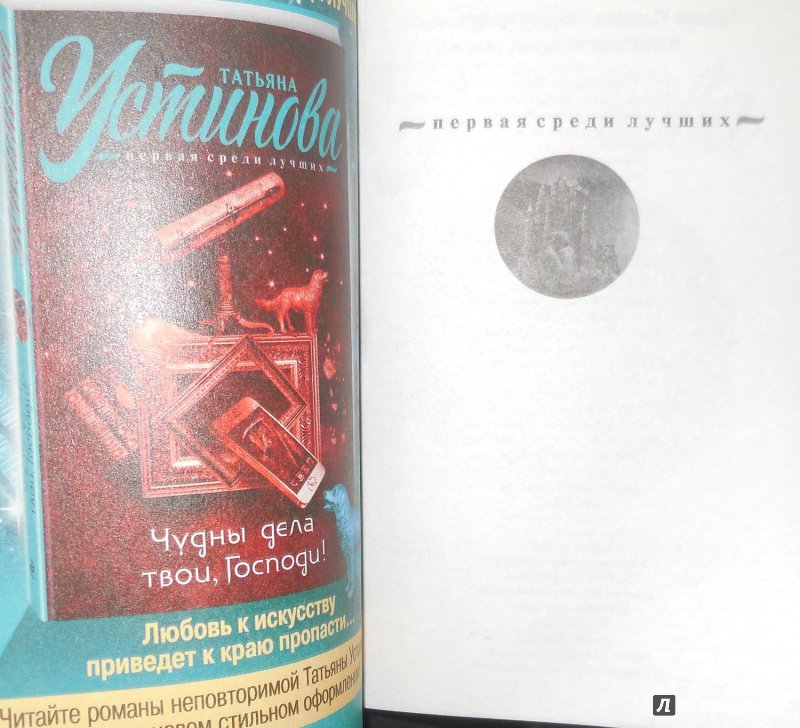 ТАТЬЯНА
Устинова
первая среди лучших
Чудны дела
твои, Господи!
Любовь к искусству
приведет к краю пропасти...
Читайте романы неповторимой Татьяны
стильном
первая среди лучших